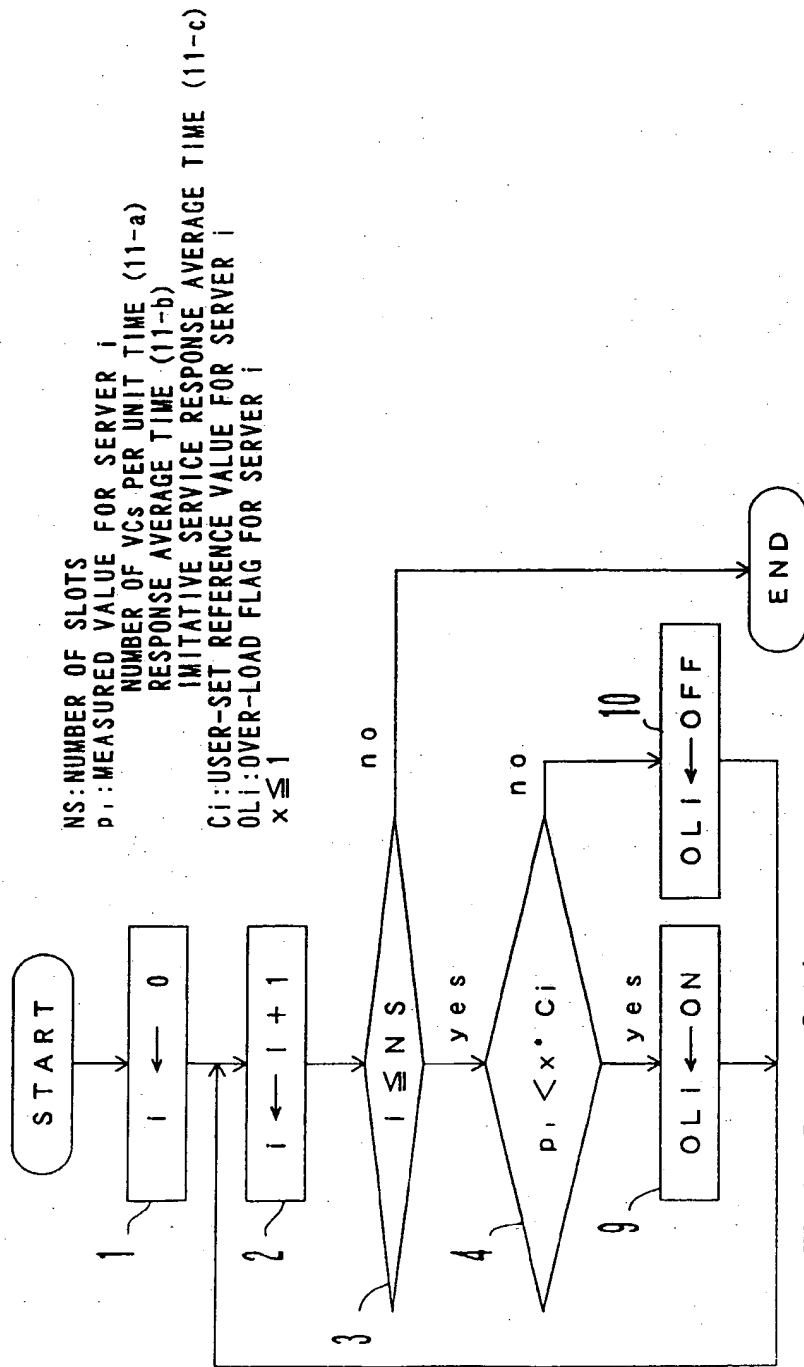 NS:NUMBER OF SLOTS
pi:MEASURED VALUE FOR SERVER i
NUMBER OF VCs PER UNIT TIME (11-a)
RESPONSE AVERAGE TIME (11-b)
IMITATIVE SERVICE RESPONSE AVERAGE TIME (11-c)
Ci:USER-SET REFERENCE VALUE FOR SERVER i
OLi:OVER-LOAD FLAG FOR SERVER i
x ≦ 1
START
1
i ← 0
2
i ← i + 1
3
i ≦ NS
no
yes
4
pi < x * Ci
no
yes
9
OLi ← ON
10
OLi ← OFF
END